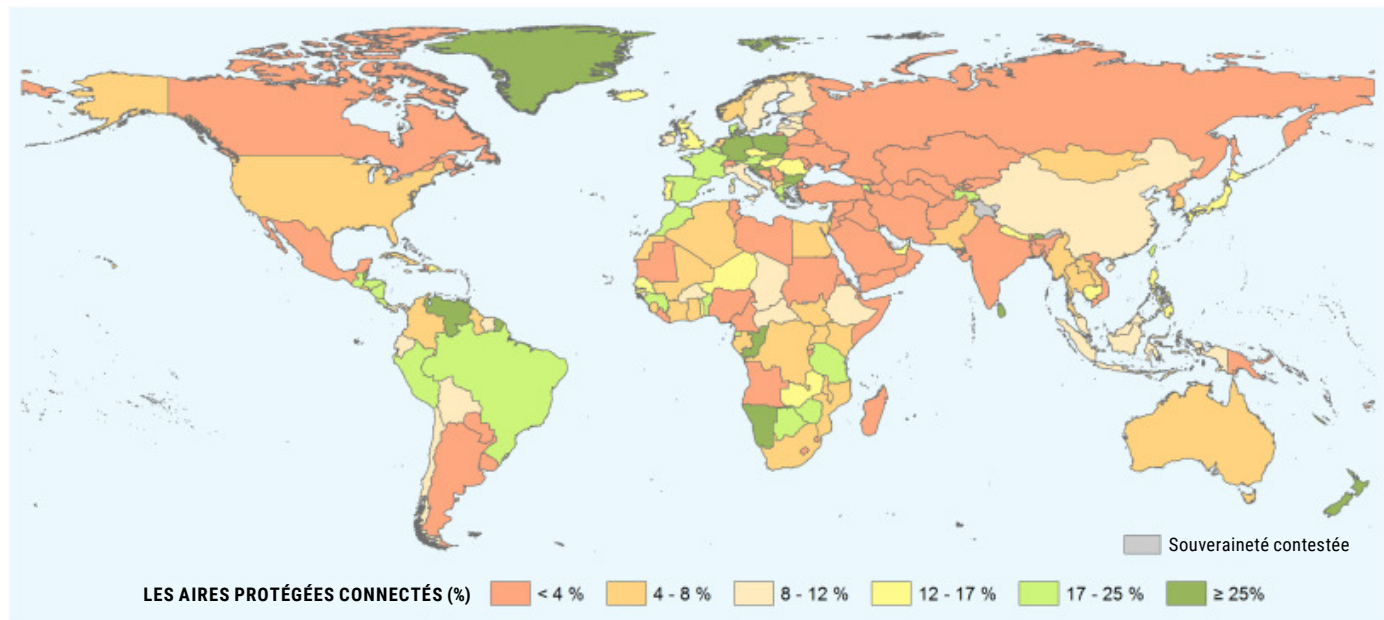 Souveraineté contestée
LES AIRES PROTÉGÉES CONNECTÉS (%) < 4 % 4 - 8 % 8 - 12 % 12 - 17 % 17 - 25 % ≥ 25%